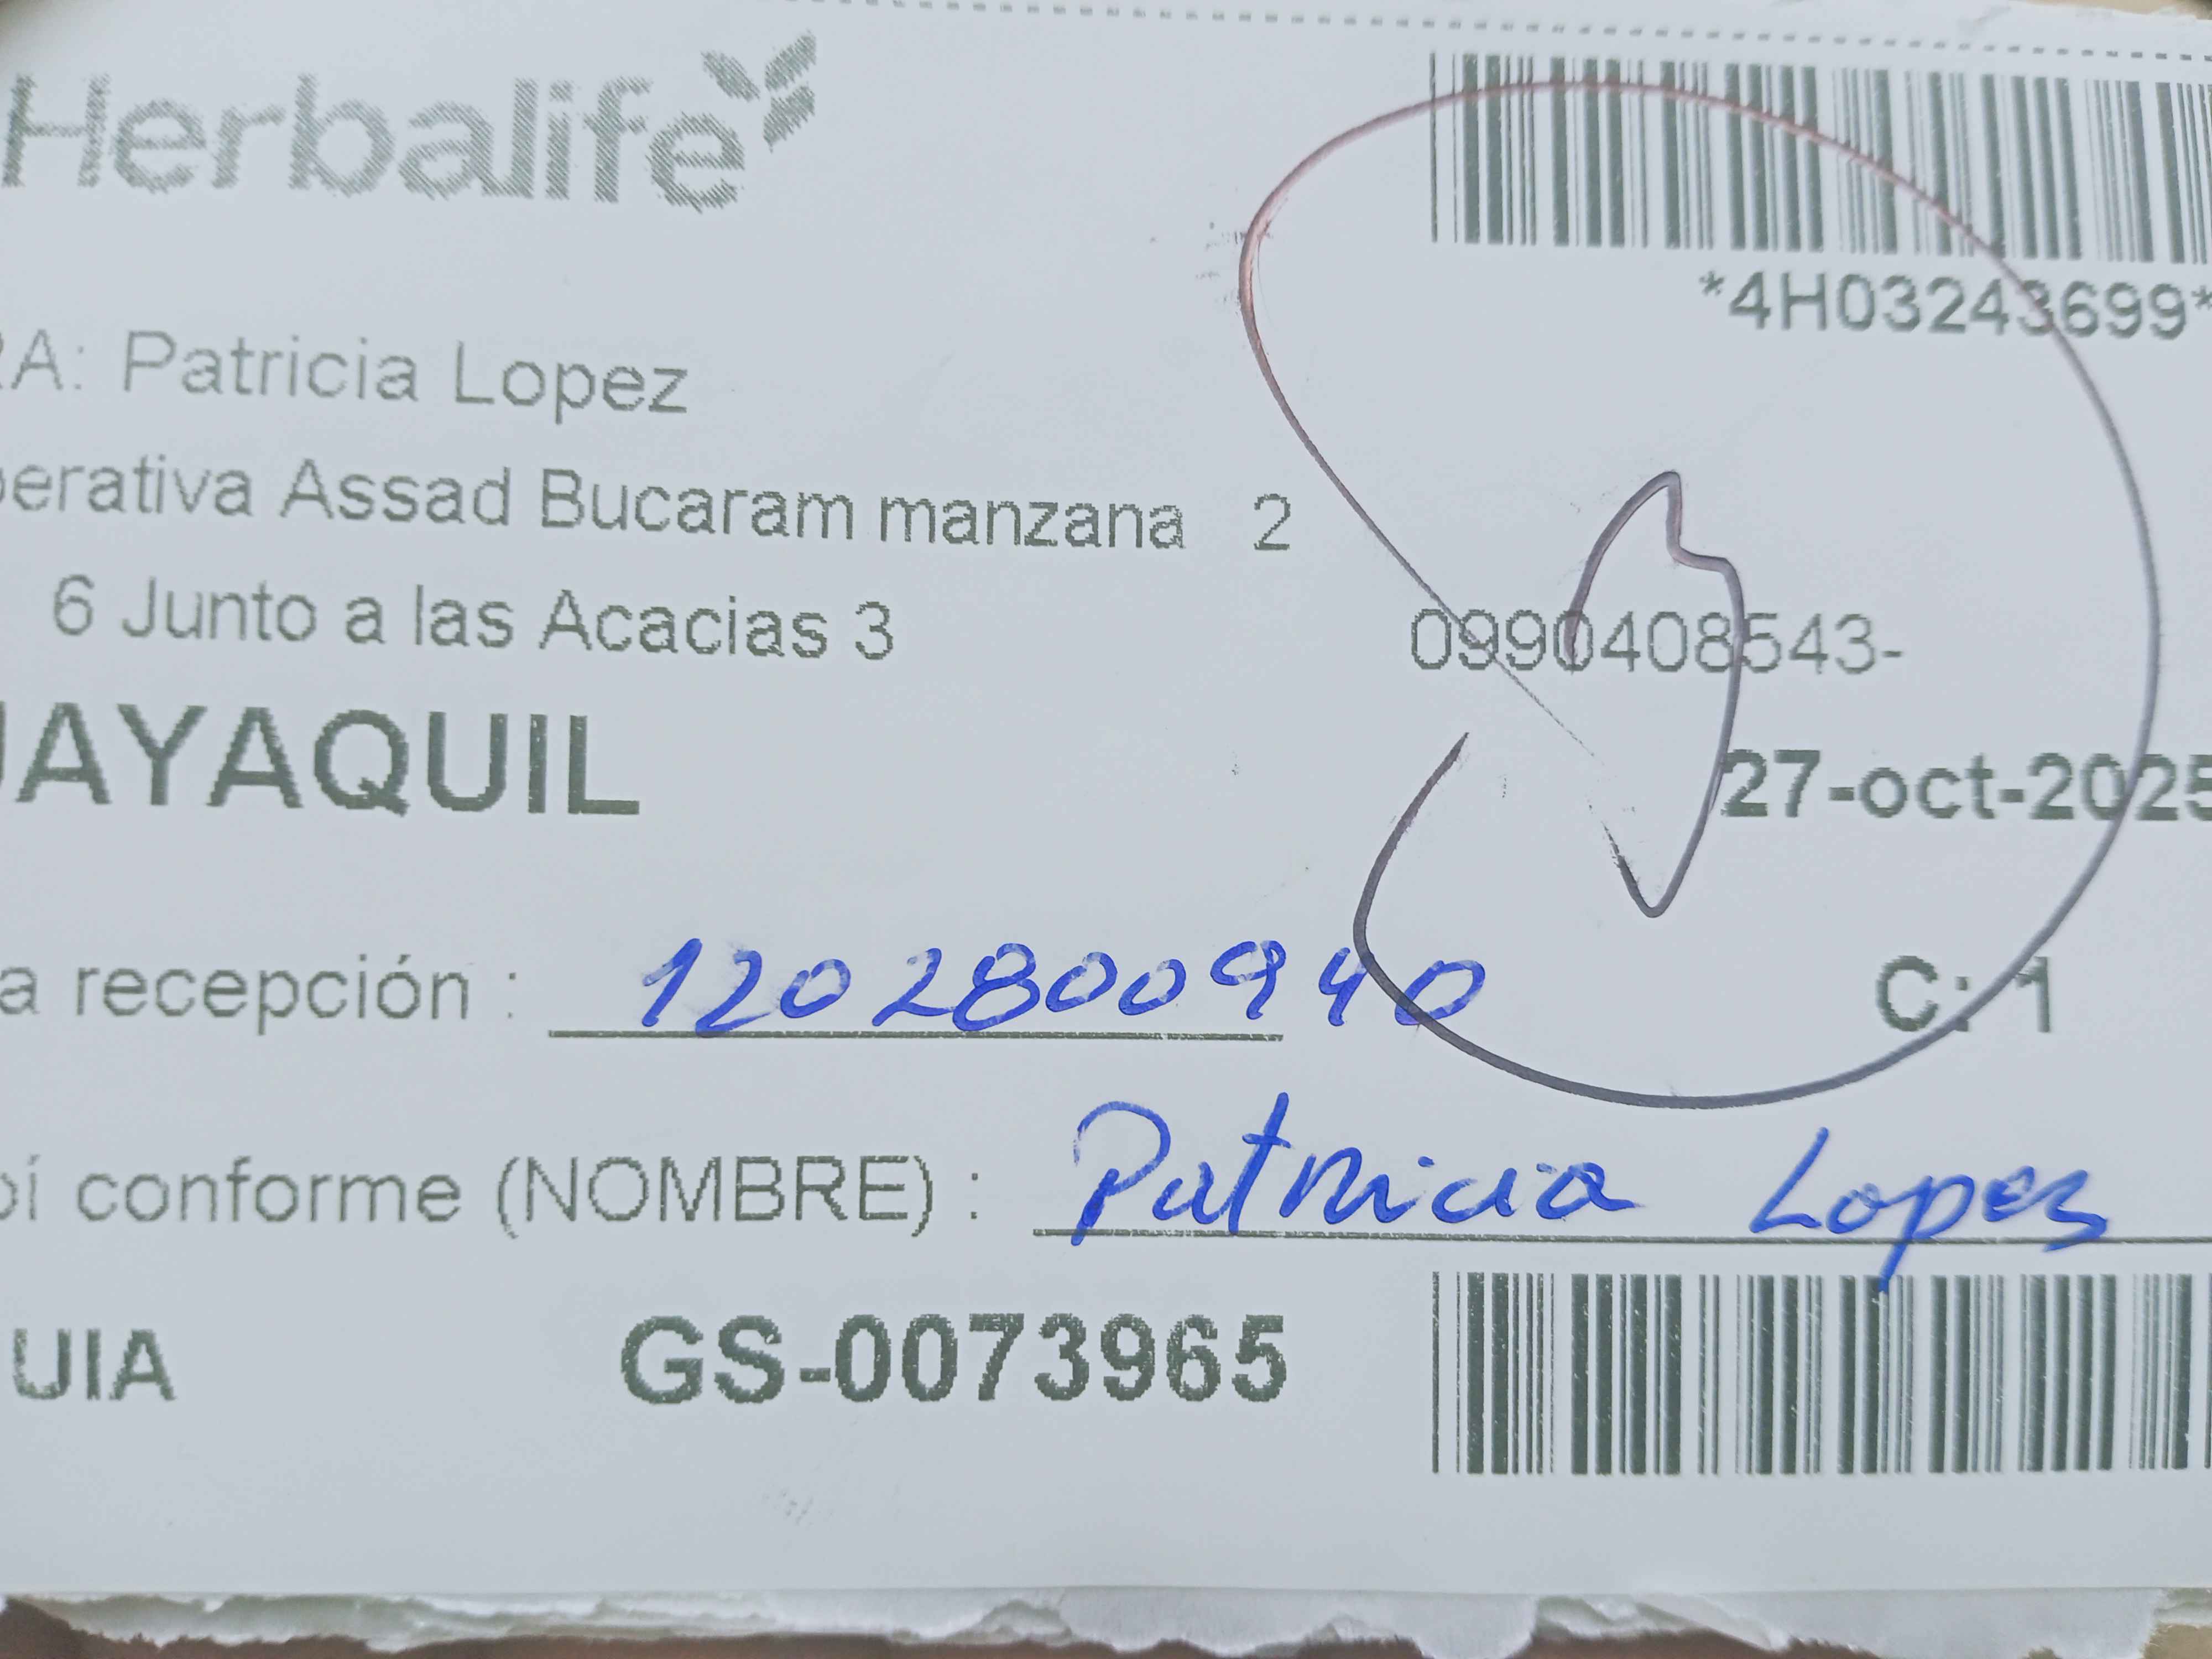 Herbalife
*4H03243699*
RA: Patricia Lopez
perativa Assad Bucaram manzana 2
6 Junto a las Acacias 3
0990408543-
UAYAQUIL
27-oct-2025
a recepción : 1202800940
C: 1
bí conforme (NOMBRE) : Patricia Lopez
UIA GS-0073965